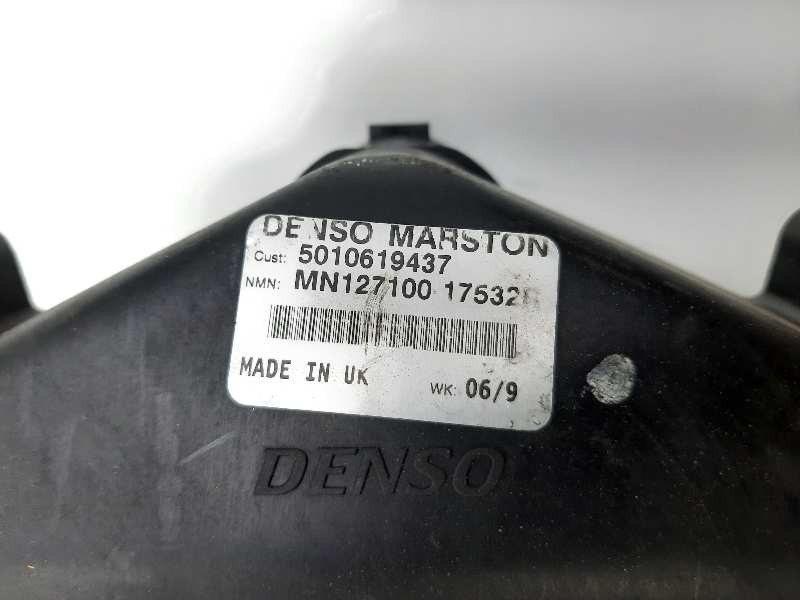 DENSO MARSTON
Cust: 5010619437
NMN: MN127100 17532
MADE IN UK WK: 06/9
DENSO